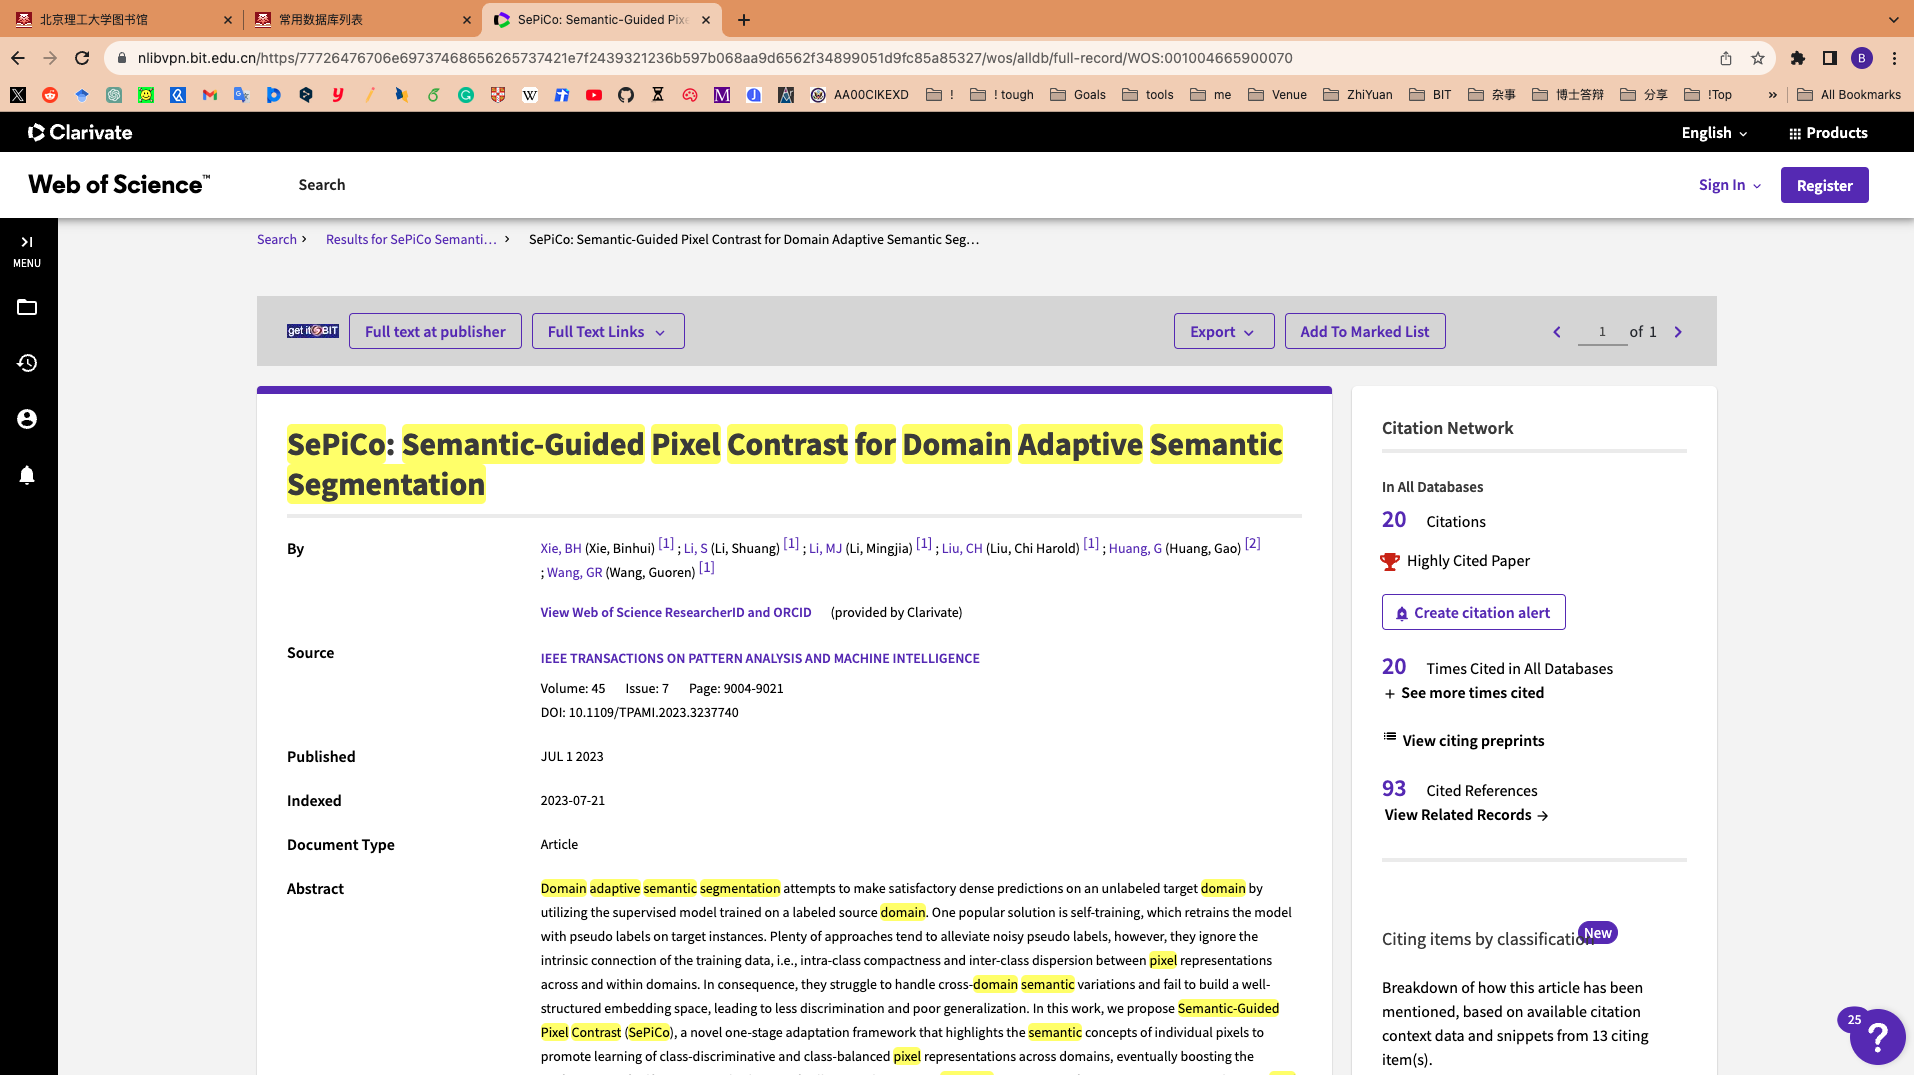 北京理工大学图书馆
常用数据库列表
SePiCo: Semantic-Guided Pixe
nlibvpn.bit.edu.cn/https/77726476706e69737468656265737421e7f2439321236b597b068aa9d6562f34899051d9fc85a85327/wos/alldb/full-record/WOS:001004665900070
B
AA00CIKEXD
!
! tough
Goals
tools
me
Venue
ZhiYuan
BIT
杂事
博士答辩
分享
!Top
»
All Bookmarks
Clarivate
English
Products
Web of Science™
Search
Sign In
Register
MENU
Search › Results for SePiCo Semanti... › SePiCo: Semantic-Guided Pixel Contrast for Domain Adaptive Semantic Seg...
get it@BIT
Full text at publisher
Full Text Links
Export
Add To Marked List
1 of 1
SePiCo: Semantic-Guided Pixel Contrast for Domain Adaptive Semantic
Segmentation
By
Xie, BH (Xie, Binhui) [1] ; Li, S (Li, Shuang) [1] ; Li, MJ (Li, Mingjia) [1] ; Liu, CH (Liu, Chi Harold) [1] ; Huang, G (Huang, Gao) [2]
; Wang, GR (Wang, Guoren) [1]
View Web of Science ResearcherID and ORCID (provided by Clarivate)
Source
IEEE TRANSACTIONS ON PATTERN ANALYSIS AND MACHINE INTELLIGENCE
Volume: 45 Issue: 7 Page: 9004-9021
DOI: 10.1109/TPAMI.2023.3237740
Published
JUL 1 2023
Indexed
2023-07-21
Document Type
Article
Abstract
Domain adaptive semantic segmentation attempts to make satisfactory dense predictions on an unlabeled target domain by
utilizing the supervised model trained on a labeled source domain. One popular solution is self-training, which retrains the model
with pseudo labels on target instances. Plenty of approaches tend to alleviate noisy pseudo labels, however, they ignore the
intrinsic connection of the training data, i.e., intra-class compactness and inter-class dispersion between pixel representations
across and within domains. In consequence, they struggle to handle cross-domain semantic variations and fail to build a well-
structured embedding space, leading to less discrimination and poor generalization. In this work, we propose Semantic-Guided
Pixel Contrast (SePiCo), a novel one-stage adaptation framework that highlights the semantic concepts of individual pixels to
promote learning of class-discriminative and class-balanced pixel representations across domains, eventually boosting the
Citation Network
In All Databases
20 Citations
Highly Cited Paper
Create citation alert
20 Times Cited in All Databases
+ See more times cited
View citing preprints
93 Cited References
View Related Records →
Citing items by classification
New
Breakdown of how this article has been
mentioned, based on available citation
context data and snippets from 13 citing
item(s).
25
?